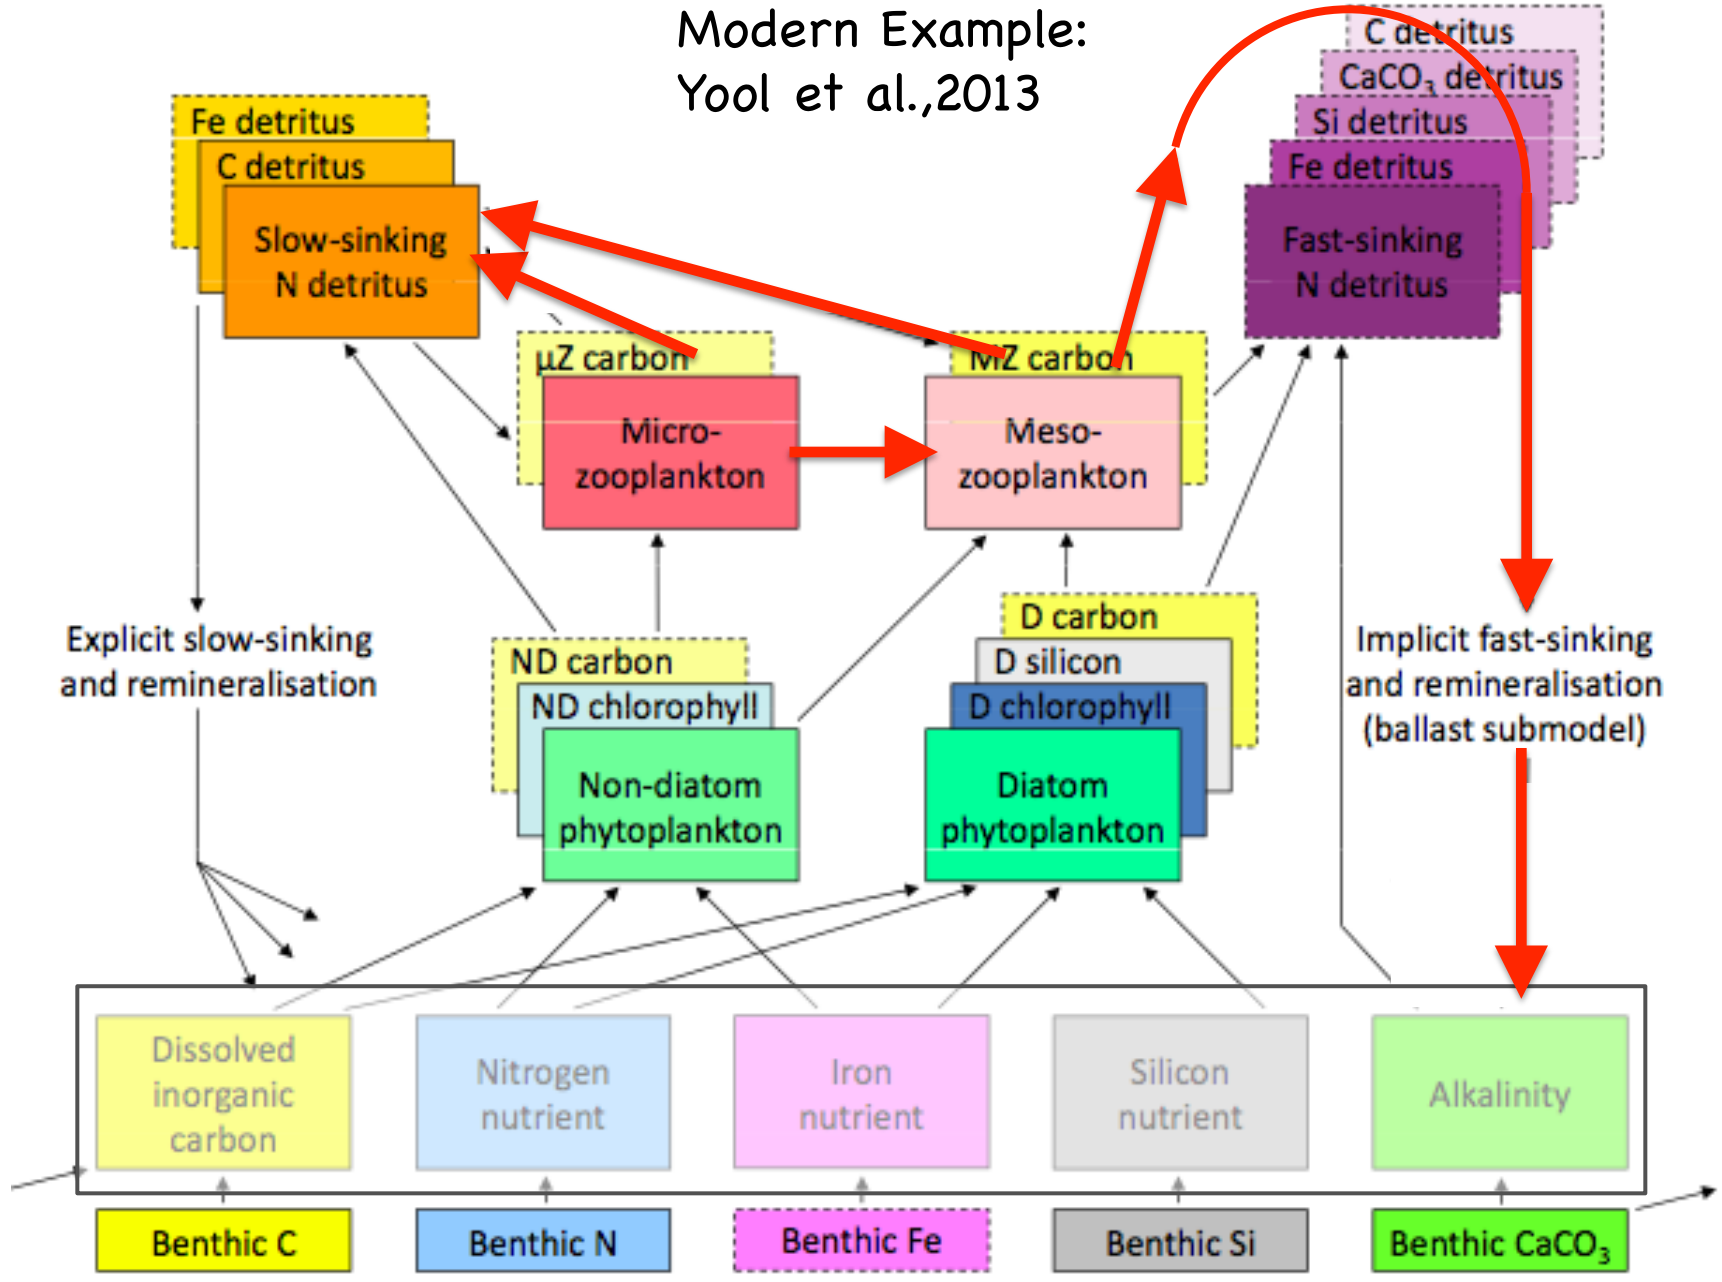 Modern Example:
Yool et al.,2013
Fe detritus
C detritus
Slow-sinking
N detritus
C detritus
CaCO₃ detritus
Si detritus
Fe detritus
Fast-sinking
N detritus
µZ carbon
Micro-
zooplankton
MZ carbon
Meso-
zooplankton
Explicit slow-sinking
and remineralisation
ND carbon
ND chlorophyll
Non-diatom
phytoplankton
D carbon
D silicon
D chlorophyll
Diatom
phytoplankton
Implicit fast-sinking
and remineralisation
(ballast submodel)
Dissolved
inorganic
carbon
Nitrogen
nutrient
Iron
nutrient
Silicon
nutrient
Alkalinity
Benthic C
Benthic N
Benthic Fe
Benthic Si
Benthic CaCO₃